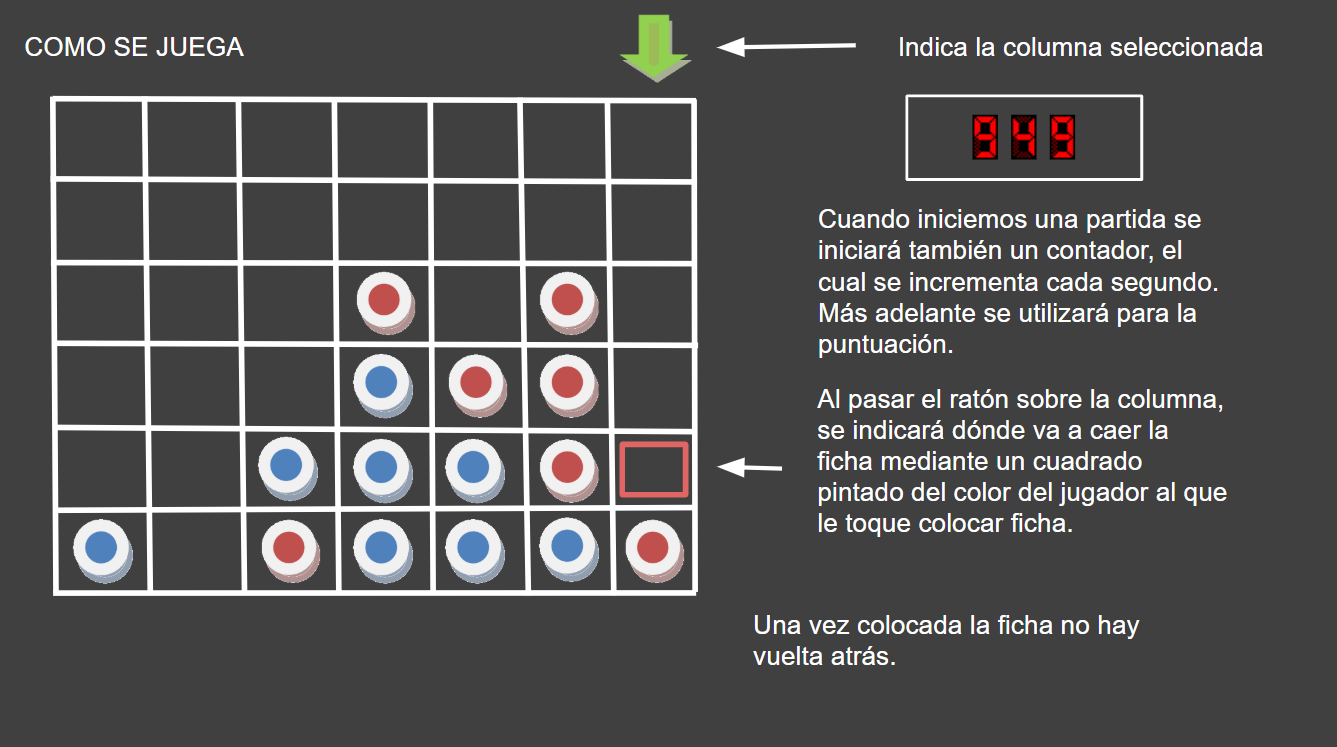 COMO SE JUEGA
Indica la columna seleccionada
949
Cuando iniciemos una partida se
iniciará también un contador, el
cual se incrementa cada segundo.
Más adelante se utilizará para la
puntuación.
Al pasar el ratón sobre la columna,
se indicará dónde va a caer la
ficha mediante un cuadrado
pintado del color del jugador al que
le toque colocar ficha.
Una vez colocada la ficha no hay
vuelta atrás.